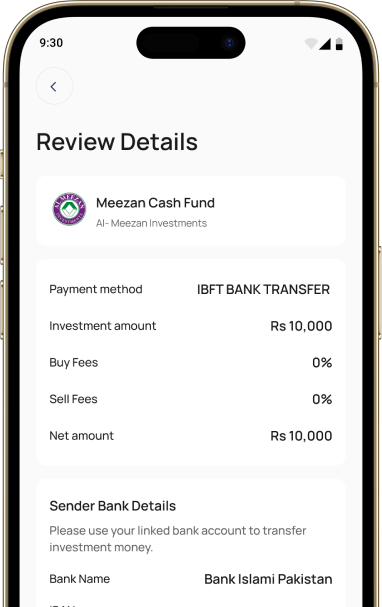 9:30
Review Details
Meezan Cash Fund
Al- Meezan Investments
Payment method IBFT BANK TRANSFER
Investment amount Rs 10,000
Buy Fees 0%
Sell Fees 0%
Net amount Rs 10,000
Sender Bank Details
Please use your linked bank account to transfer
investment money.
Bank Name Bank Islami Pakistan